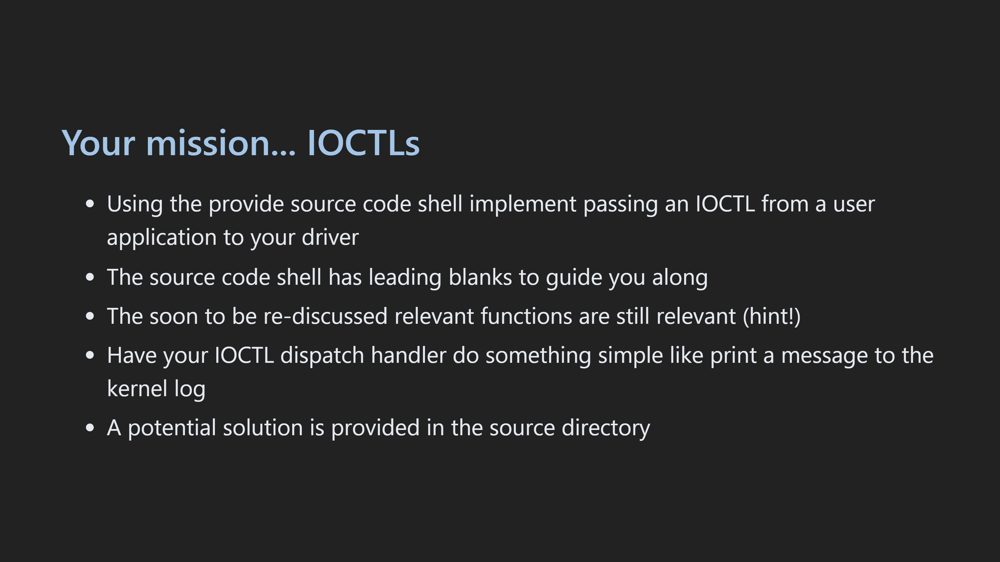 Your mission... IOCTLs
• Using the provide source code shell implement passing an IOCTL from a user
application to your driver
• The source code shell has leading blanks to guide you along
• The soon to be re-discussed relevant functions are still relevant (hint!)
• Have your IOCTL dispatch handler do something simple like print a message to the
kernel log
• A potential solution is provided in the source directory